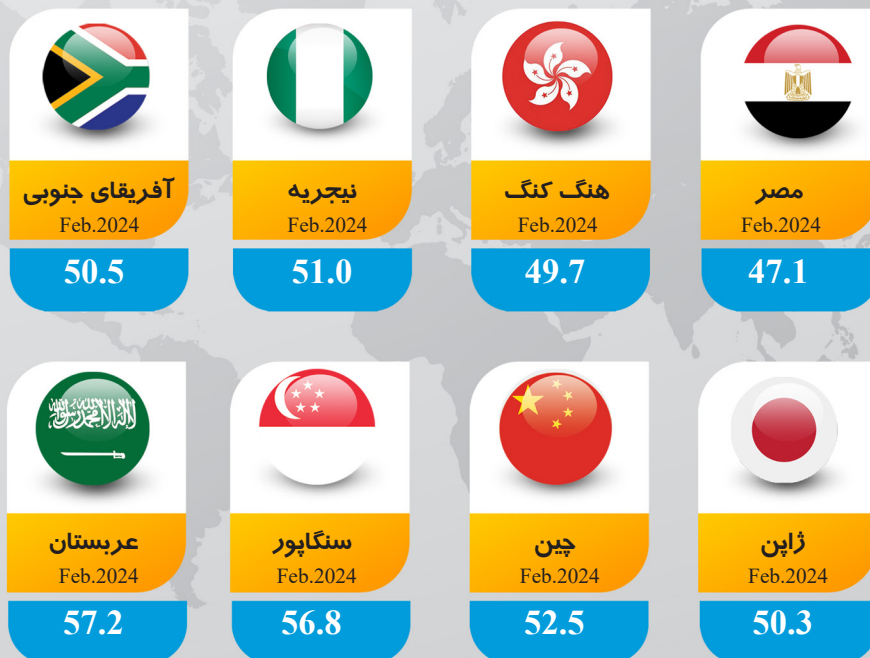 آفریقای جنوبی
Feb.2024
50.5
نیجریه
Feb.2024
51.0
هنگ کنگ
Feb.2024
49.7
مصر
Feb.2024
47.1
عربستان
Feb.2024
57.2
سنگاپور
Feb.2024
56.8
چین
Feb.2024
52.5
ژاپن
Feb.2024
50.3